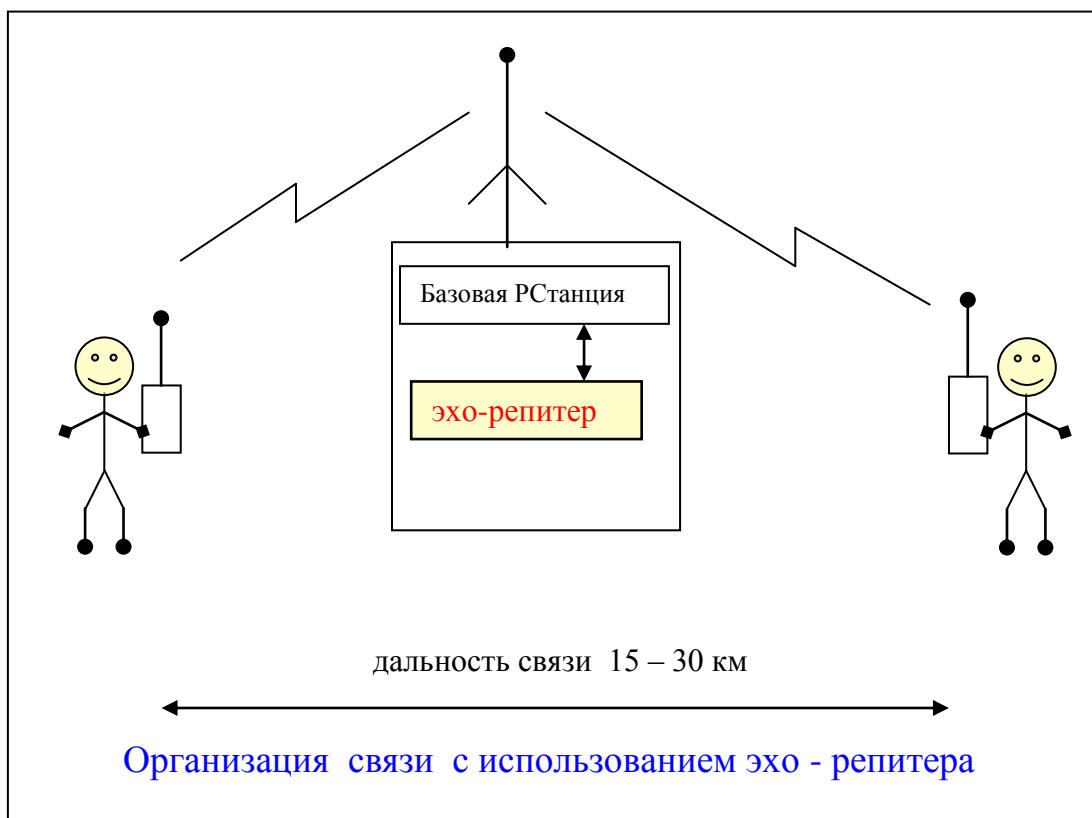 Базовая РСтанция
эхо-репитер
дальность связи 15 – 30 км
Организация связи с использованием эхо - репитера